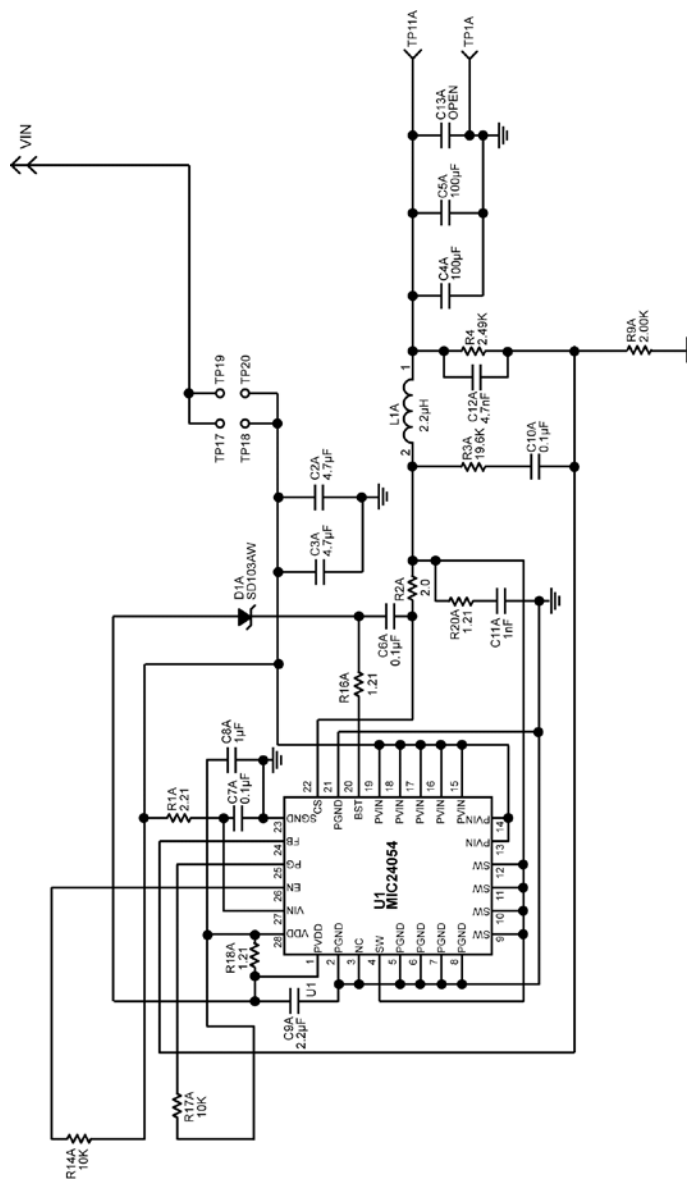 VIN
TP11A
TP1A
C13A
OPEN
C5A
100µF
C4A
100µF
TP19
TP20
TP17
TP18
R4
2.49K
R9A
2.00K
L1A
2.2µH
1
2
C12A
4.7nF
R3A
19.6K
C10A
0.1µF
C2A
4.7µF
C3A
4.7µF
D1A
SD103AW
R2A
2.0
C6A
0.1µF
R20A
1.21
C11A
1nF
R16A
1.21
C8A
1µF
R1A
2.21
C7A
0.1µF
22
21
20
19
18
17
16
15
CS
PGND
BST
PVIN
PVIN
PVIN
PVIN
PVIN
23
24
25
26
27
28
SGND
FB
PG
EN
VIN
VDD
U1
MIC24054
14
13
12
11
10
9
PVIN
PVIN
SW
SW
SW
SW
PVDD
PGND
NC
SW
PGND
PGND
PGND
PGND
1
2
3
4
5
6
7
8
R18A
1.21
U1
C9A
2.2µF
R17A
10K
R14A
10K